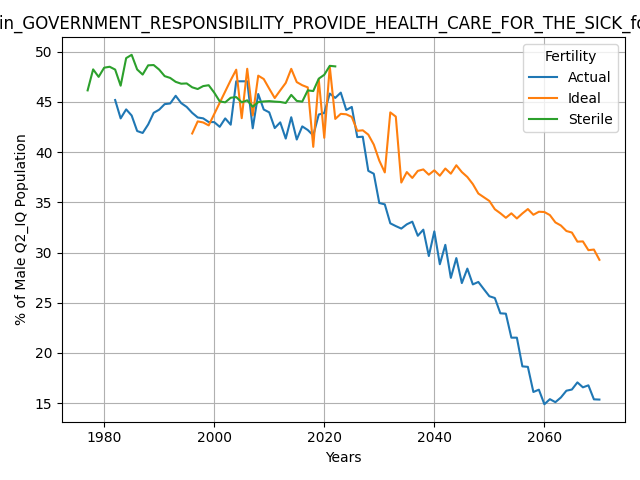 in_GOVERNMENT_RESPONSIBILITY_PROVIDE_HEALTH_CARE_FOR_THE_SICK_fo
Fertility
Actual
Ideal
Sterile
50
45
40
35
30
25
20
15
% of Male Q2_IQ Population
1980 2000 2020 2040 2060
Years